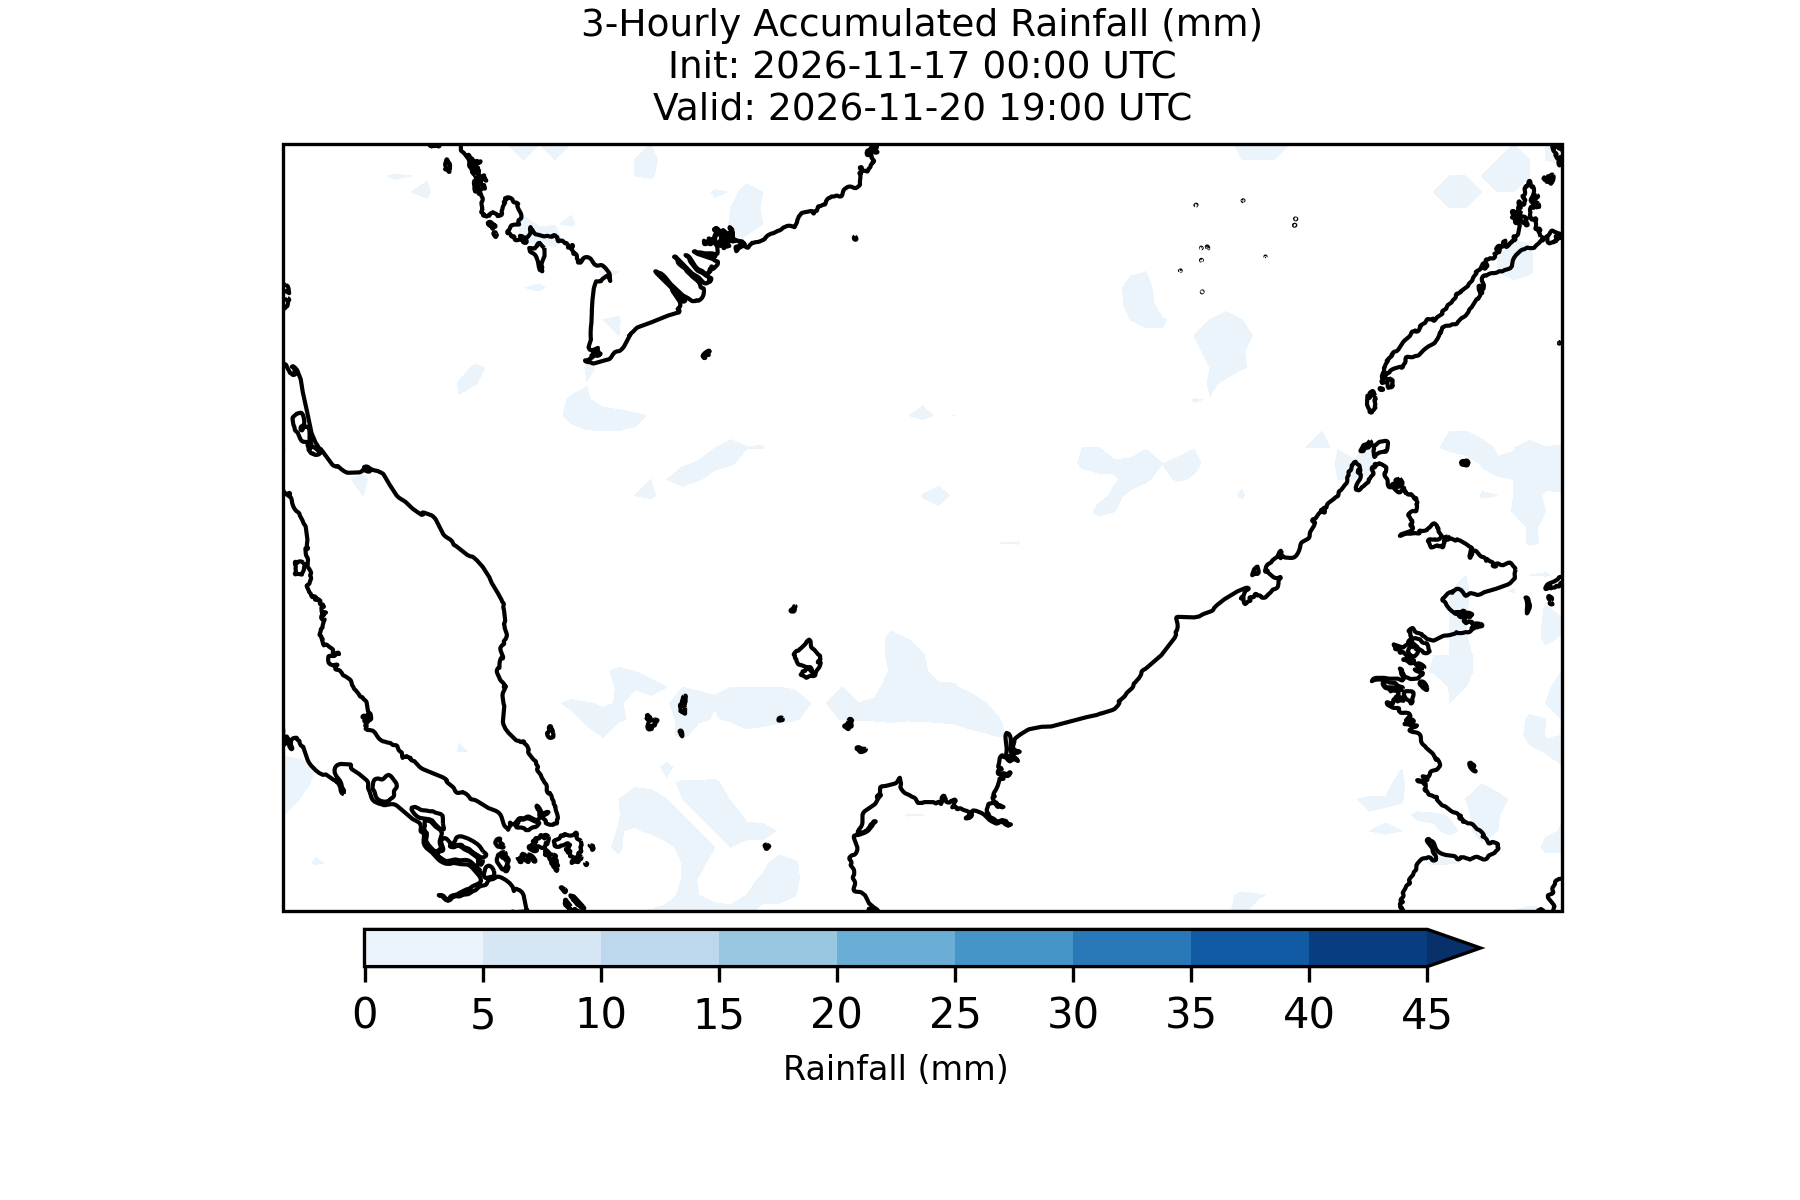 3-Hourly Accumulated Rainfall (mm)
Init: 2026-11-17 00:00 UTC
Valid: 2026-11-20 19:00 UTC
0 5 10 15 20 25 30 35 40 45
Rainfall (mm)